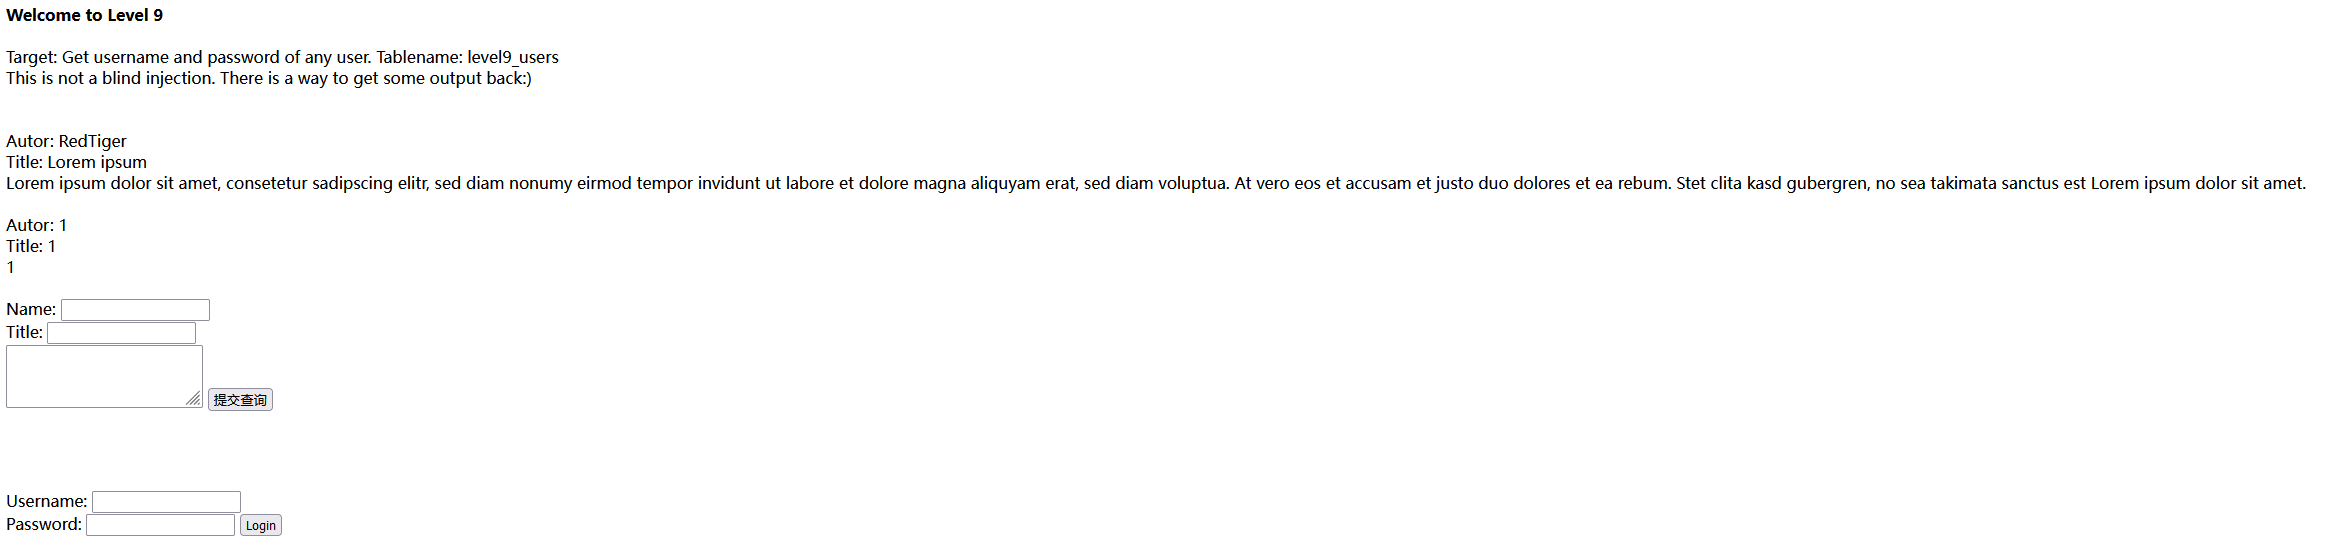 Welcome to Level 9
Target: Get username and password of any user. Tablename: level9_users
This is not a blind injection. There is a way to get some output back:)
Autor: RedTiger
Title: Lorem ipsum
Lorem ipsum dolor sit amet, consetetur sadipscing elitr, sed diam nonumy eirmod tempor invidunt ut labore et dolore magna aliquyam erat, sed diam voluptua. At vero eos et accusam et justo duo dolores et ea rebum. Stet clita kasd gubergren, no sea takimata sanctus est Lorem ipsum dolor sit amet.
Autor: 1
Title: 1
1
Name:
Title:
提交查询
Username:
Password: Login